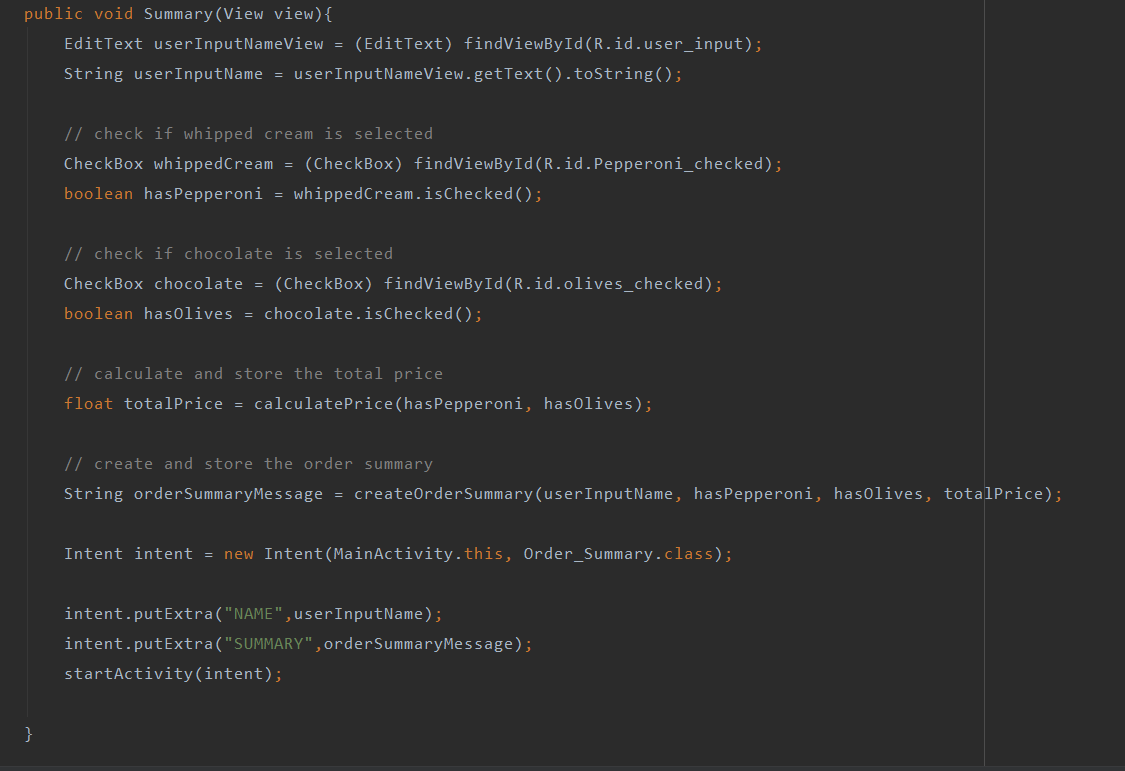 public void Summary(View view){
EditText userInputNameView = (EditText) findViewById(R.id.user_input);
String userInputName = userInputNameView.getText().toString();
// check if whipped cream is selected
CheckBox whippedCream = (CheckBox) findViewById(R.id.Pepperoni_checked);
boolean hasPepperoni = whippedCream.isChecked();
// check if chocolate is selected
CheckBox chocolate = (CheckBox) findViewById(R.id.olives_checked);
boolean hasOlives = chocolate.isChecked();
// calculate and store the total price
float totalPrice = calculatePrice(hasPepperoni, hasOlives);
// create and store the order summary
String orderSummaryMessage = createOrderSummary(userInputName, hasPepperoni, hasOlives, totalPrice);
Intent intent = new Intent(MainActivity.this, Order_Summary.class);
intent.putExtra("NAME",userInputName);
intent.putExtra("SUMMARY",orderSummaryMessage);
startActivity(intent);
}